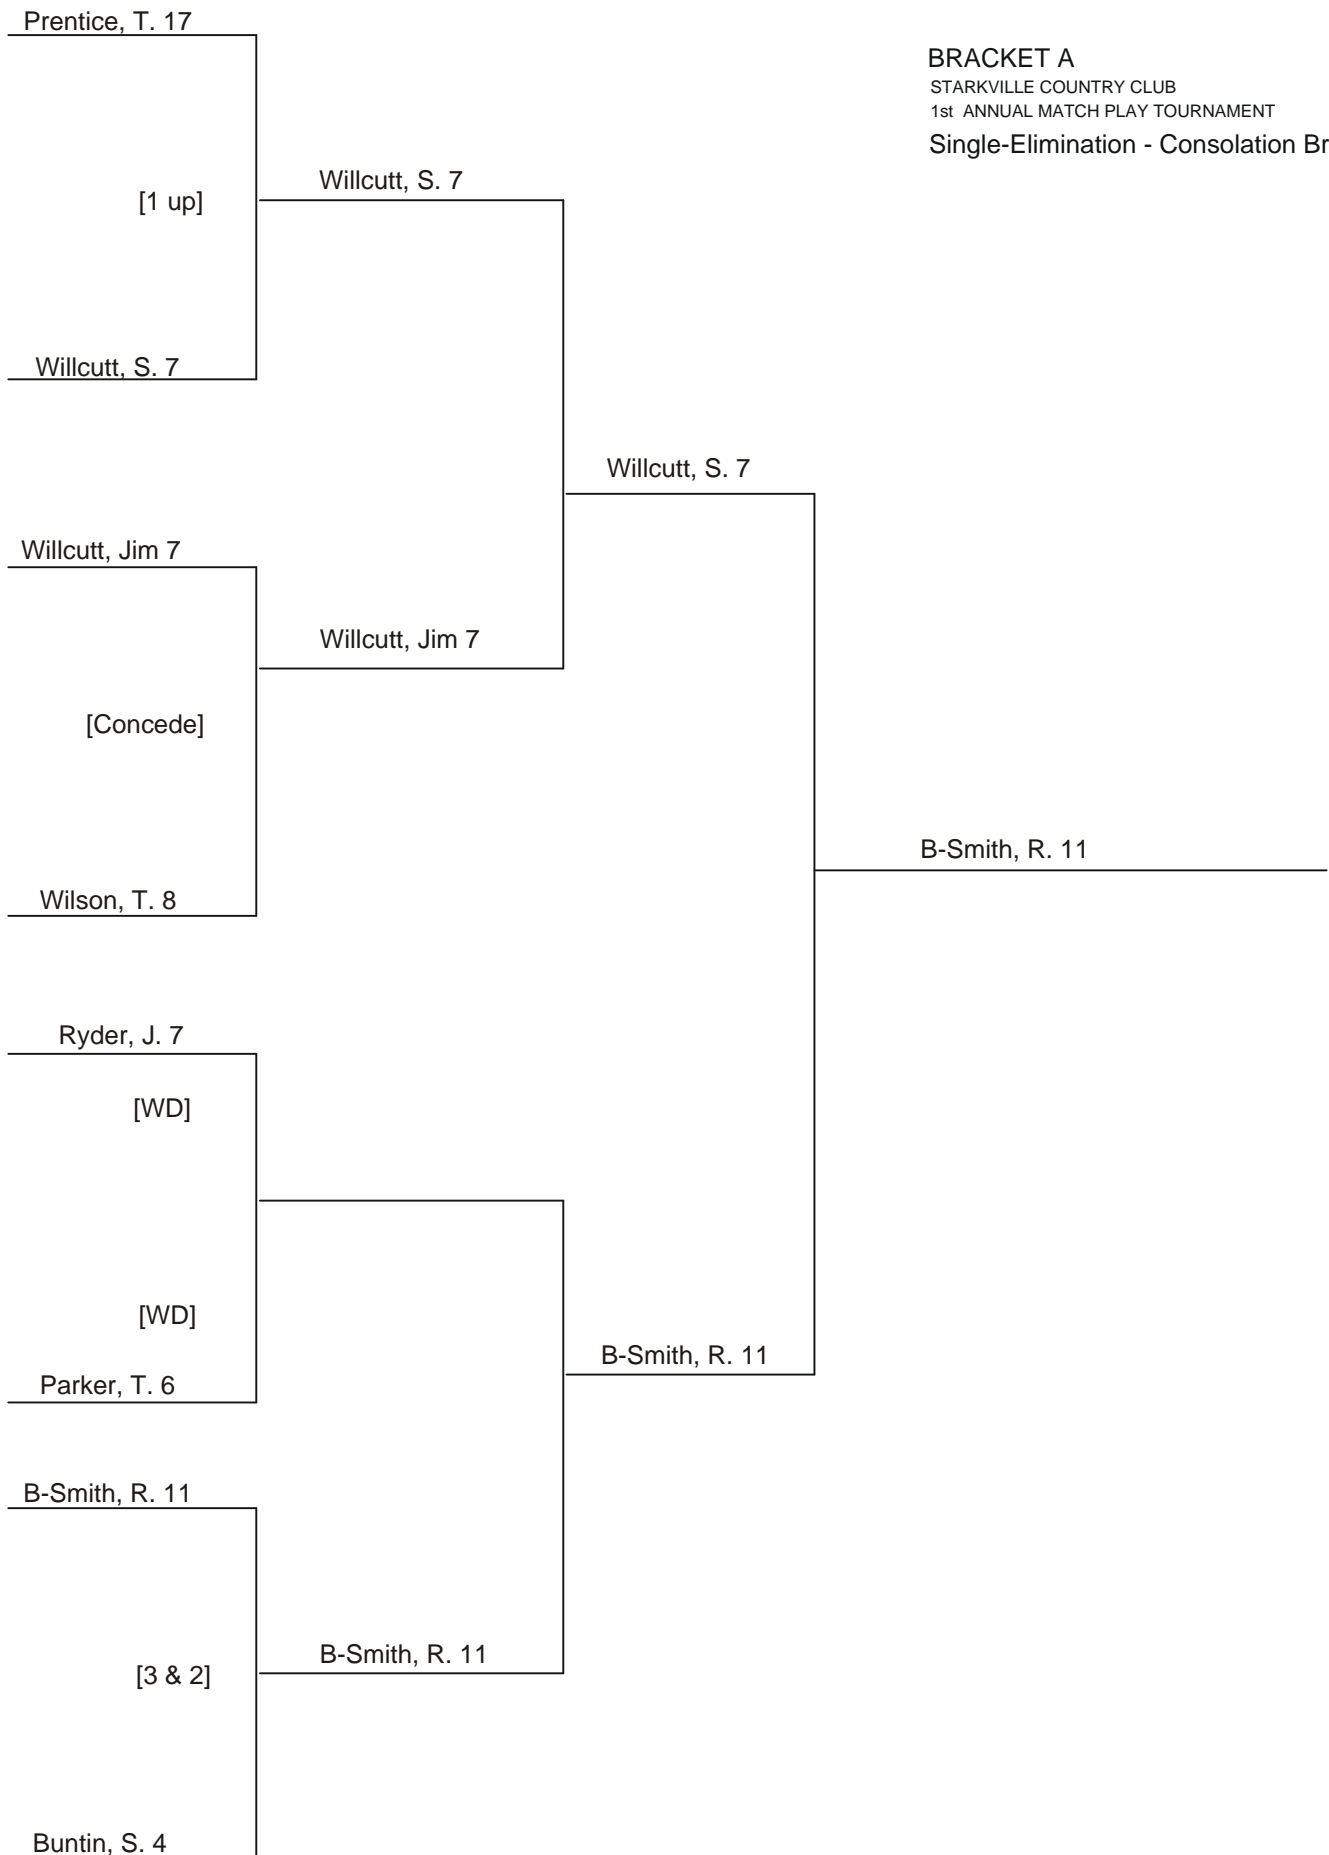 Prentice, T. 17
BRACKET A
STARKVILLE COUNTRY CLUB
1st ANNUAL MATCH PLAY TOURNAMENT
Single-Elimination - Consolation Br
Willcutt, S. 7
[1 up]
Willcutt, S. 7
Willcutt, S. 7
Willcutt, Jim 7
Willcutt, Jim 7
[Concede]
B-Smith, R. 11
Wilson, T. 8
Ryder, J. 7
[WD]
[WD]
B-Smith, R. 11
Parker, T. 6
B-Smith, R. 11
B-Smith, R. 11
[3 & 2]
Buntin, S. 4